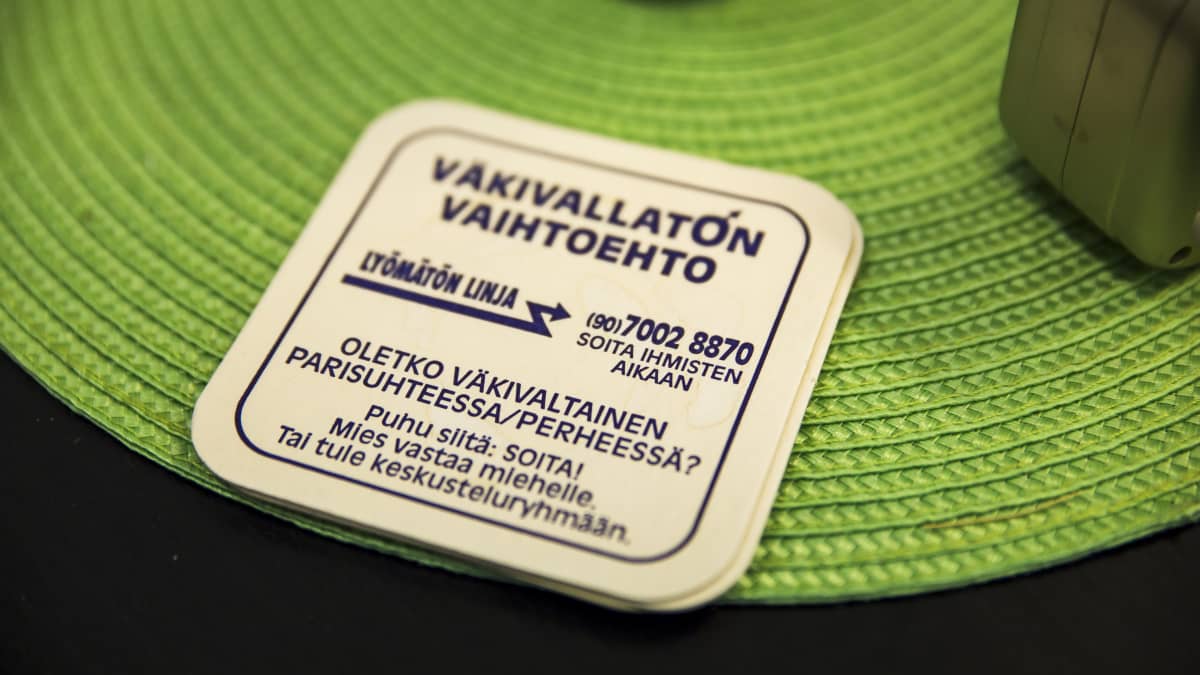 VÄKIVALLATÓN
VAIHTOEHTO
LYÖMÄTÖN LINJA
(90)7002 8870
SOITA IHMISTEN
AIKAAN
OLETKO VÄKIVALTAINEN
PARISUHTEESSA/PERHEESSÄ?
Puhu siitä: SOITA!
Mies vastaa miehelle.
Tai tule keskusteluryhmään.